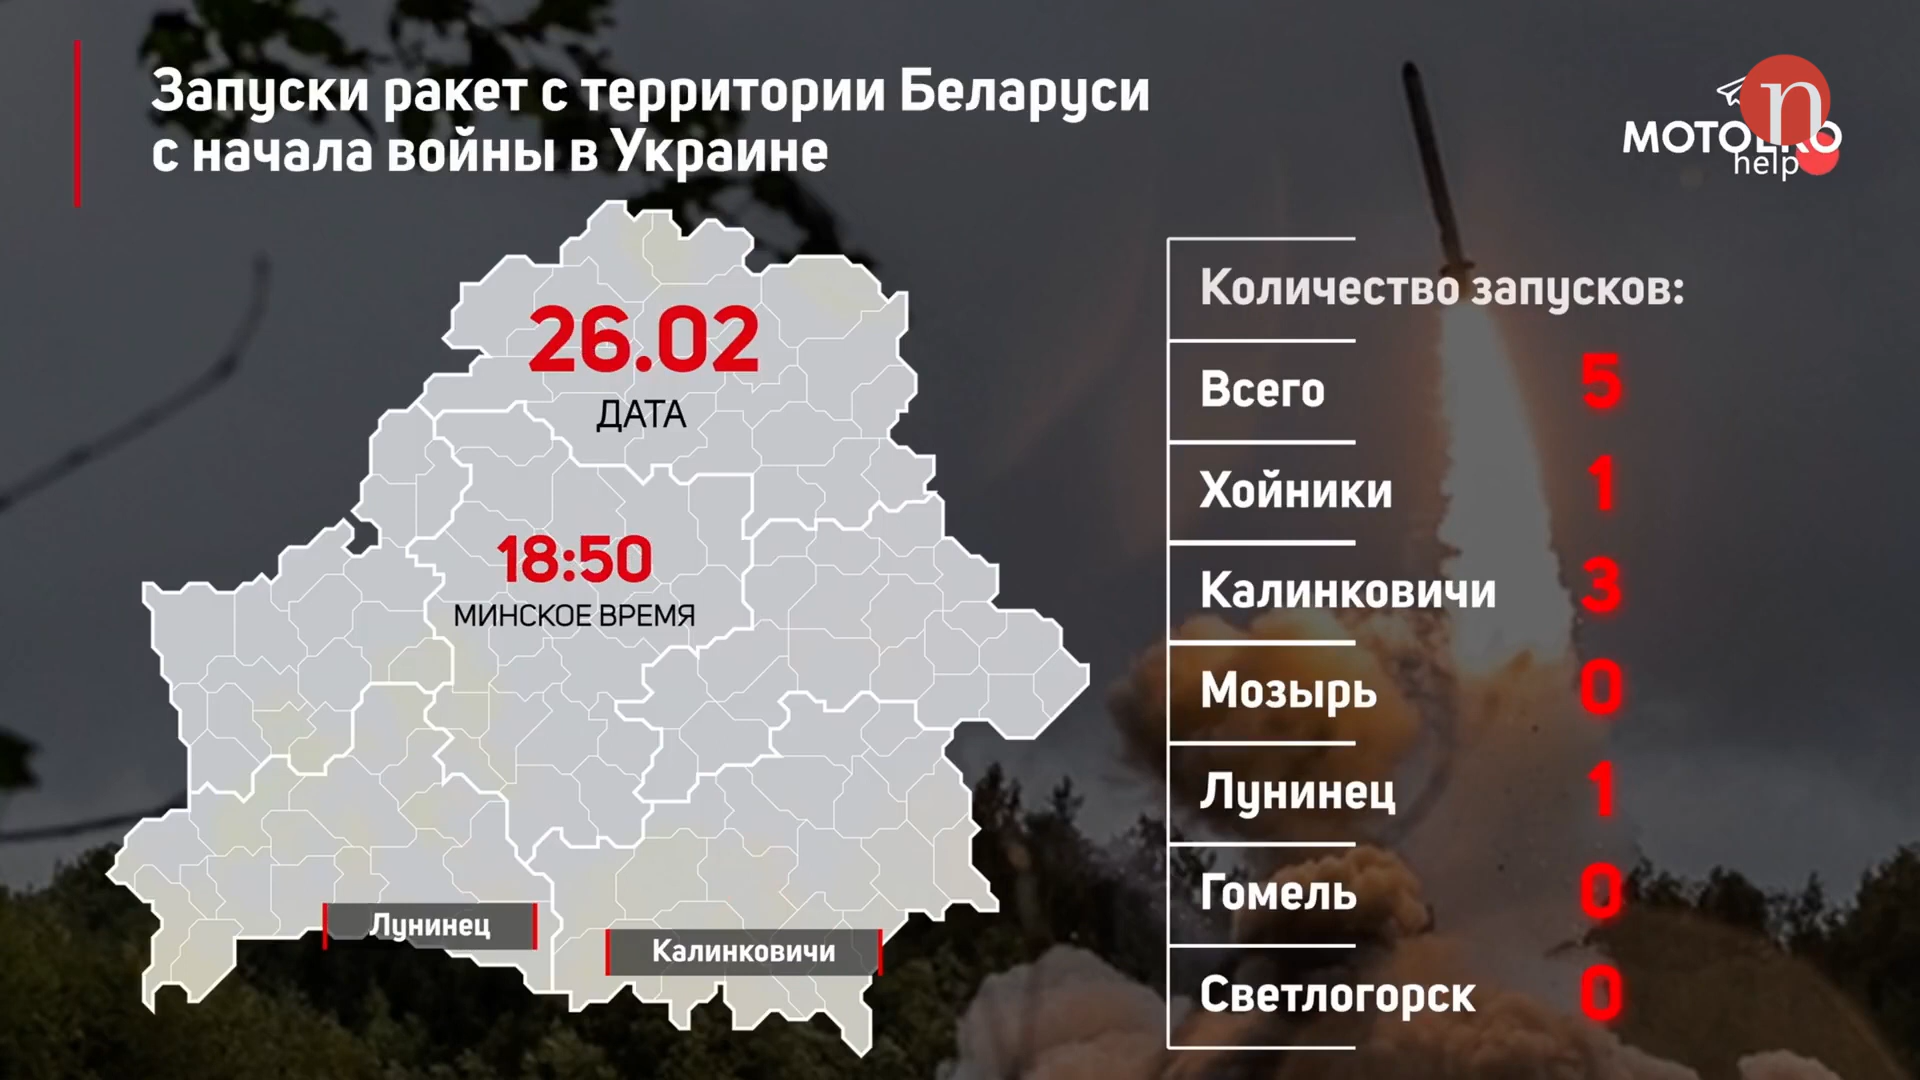 Запуски ракет с территории Беларуси
с начала войны в Украине
n
help
26.02
ДАТА
18:50
МИНСКОЕ ВРЕМЯ
Лунинец
Калинковичи
Количество запусков:
Всего 5
Хойники 1
Калинковичи 3
Мозырь 0
Лунинец 1
Гомель 0
Светлогорск 0